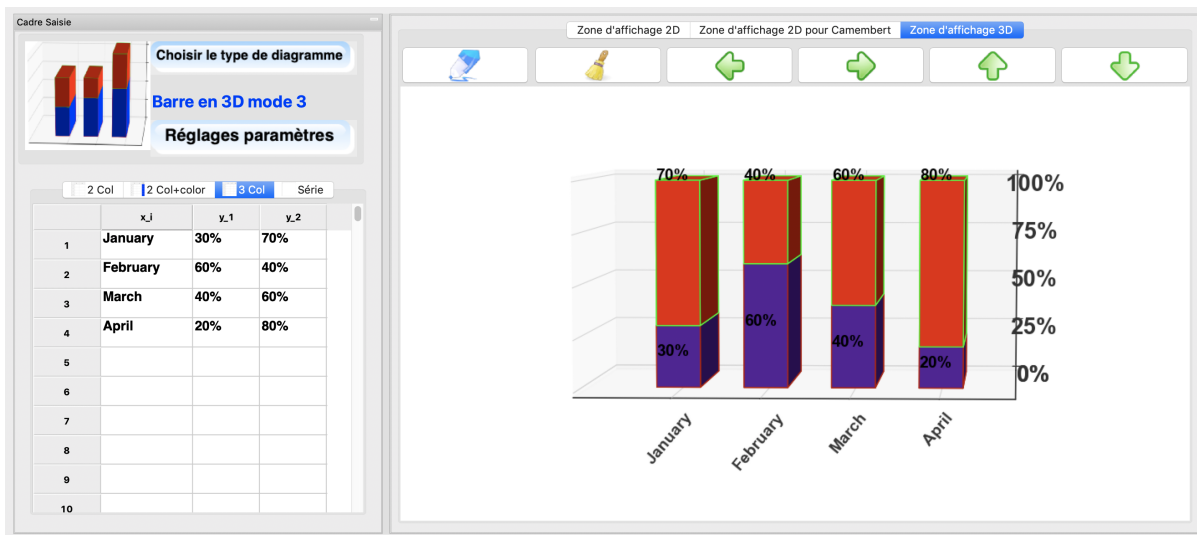 Cadre Saisie
Choisir le type de diagramme
Barre en 3D mode 3
Réglages paramètres
2 Col 2 Col+color 3 Col Série
x_i y_1 y_2
1 January 30% 70%
2 February 60% 40%
3 March 40% 60%
4 April 20% 80%
5
6
7
8
9
10
Zone d'affichage 2D Zone d'affichage 2D pour Camembert Zone d'affichage 3D
70% 40% 60% 80%
100%
75%
50%
25%
0%
30% 60% 40% 20%
January February March April